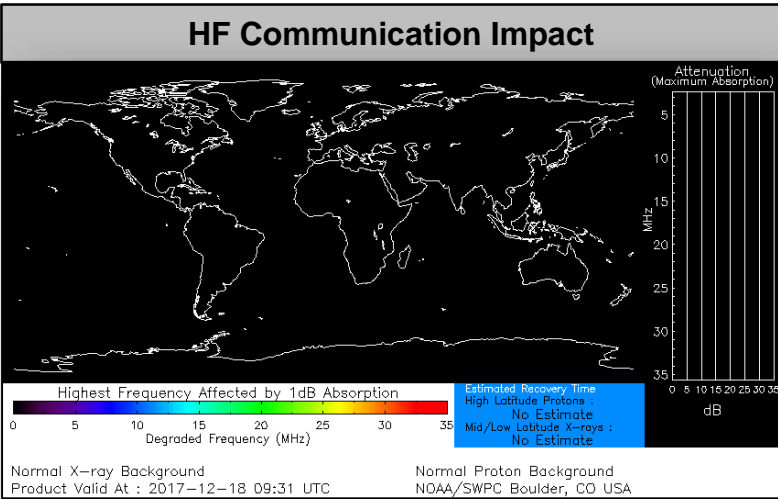 HF Communication Impact
Attenuation
(Maximum Absorption)
5
10
15
20
25
30
35
MHz
0 5 10 15 20 25 30 35
dB
Highest Frequency Affected by 1dB Absorption
0 5 10 15 20 25 30 35
Degraded Frequency (MHz)
Estimated Recovery Time
High Latitude Protons :
No Estimate
Mid/Low Latitude X-rays :
No Estimate
Normal X-ray Background
Product Valid At : 2017-12-18 09:31 UTC
Normal Proton Background
NOAA/SWPC Boulder, CO USA